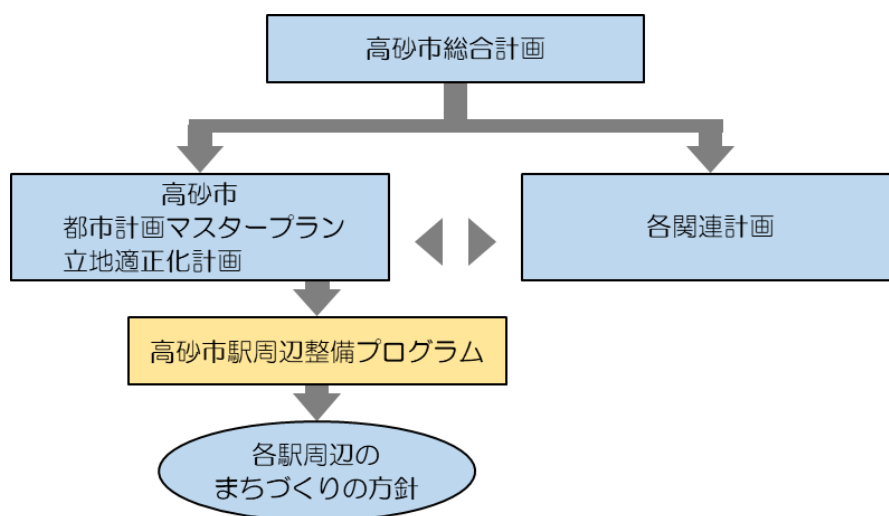 高砂市総合計画
高砂市
都市計画マスタープラン
立地適正化計画
各関連計画
高砂市駅周辺整備プログラム
各駅周辺の
まちづくりの方針